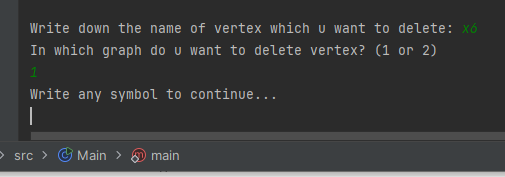 Write down the name of vertex which u want to delete: x6
In which graph do u want to delete vertex? (1 or 2)
1
Write any symbol to continue...
src > Main > main